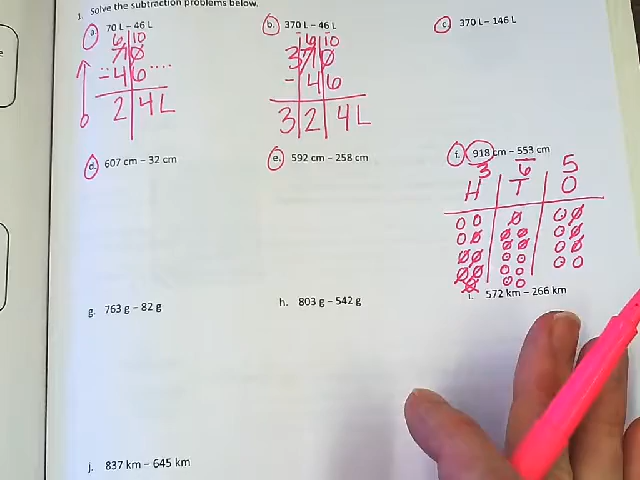 1. Solve the subtraction problems below.
a. 70 L – 46 L
b. 370 L – 46 L
c. 370 L – 146 L
6 10
7 0
– 4 6
2 4 L
6 10
3 7 0
– 4 6
3 2 4 L
d. 607 cm – 32 cm
e. 592 cm – 258 cm
f. 918 cm – 553 cm
3 6 5
H T O
g. 763 g – 82 g
h. 803 g – 542 g
i. 572 km – 266 km
j. 837 km – 645 km